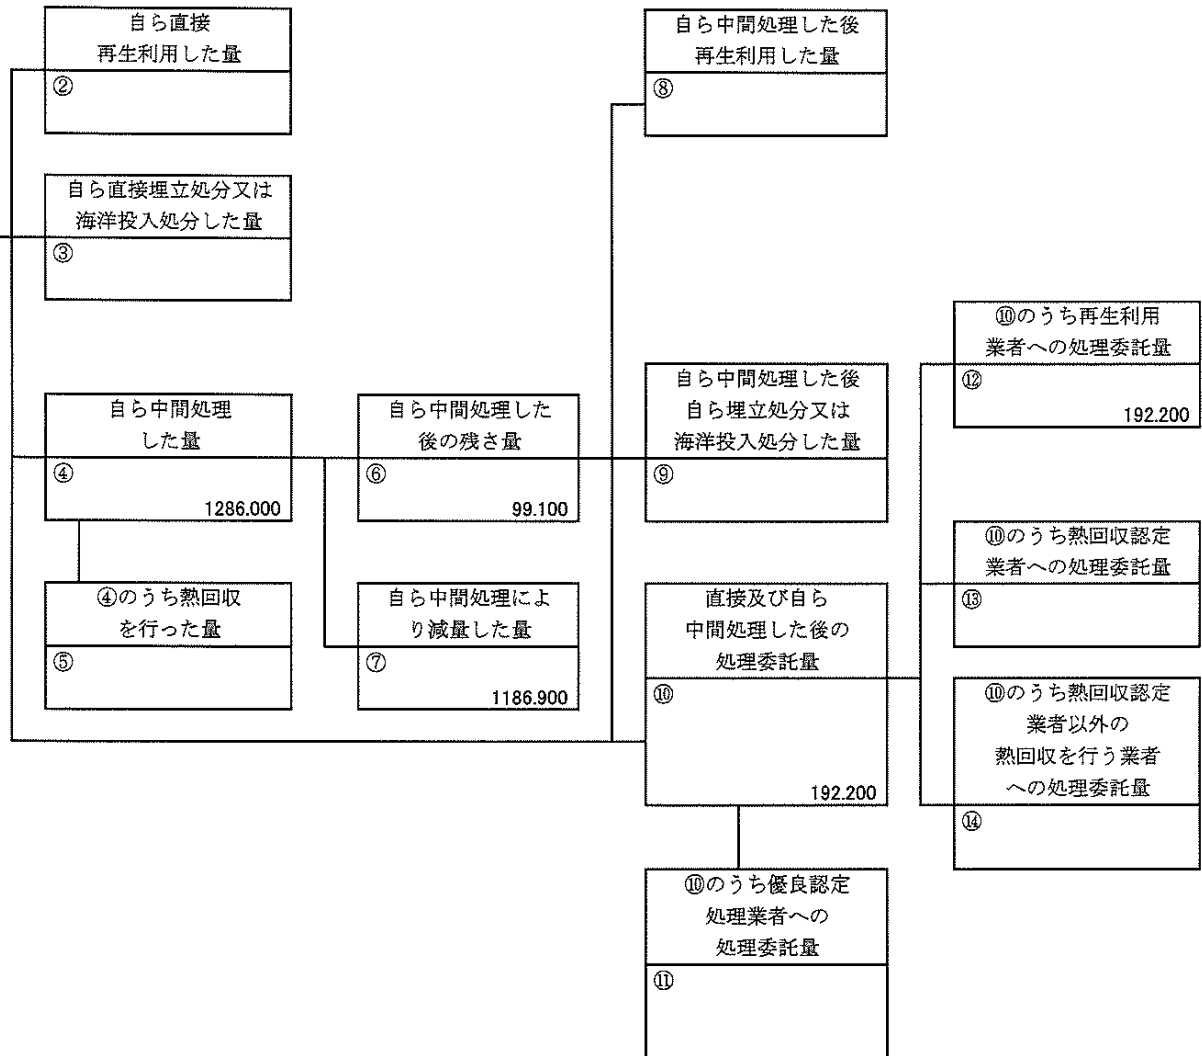 自ら直接
再生利用した量
②
自ら中間処理した後
再生利用した量
⑧
自ら直接埋立処分又は
海洋投入処分した量
③
⑩のうち再生利用
業者への処理委託量
⑫
192.200
自ら中間処理
した量
④
1286.000
自ら中間処理した
後の残さ量
⑥
99.100
自ら中間処理した後
自ら埋立処分又は
海洋投入処分した量
⑨
⑩のうち熱回収認定
業者への処理委託量
⑬
④のうち熱回収
を行った量
⑤
自ら中間処理によ
り減量した量
⑦
1186.900
直接及び自ら
中間処理した後の
処理委託量
⑩
192.200
⑩のうち熱回収認定
業者以外の
熱回収を行う業者
への処理委託量
⑭
⑩のうち優良認定
処理業者への
処理委託量
⑪